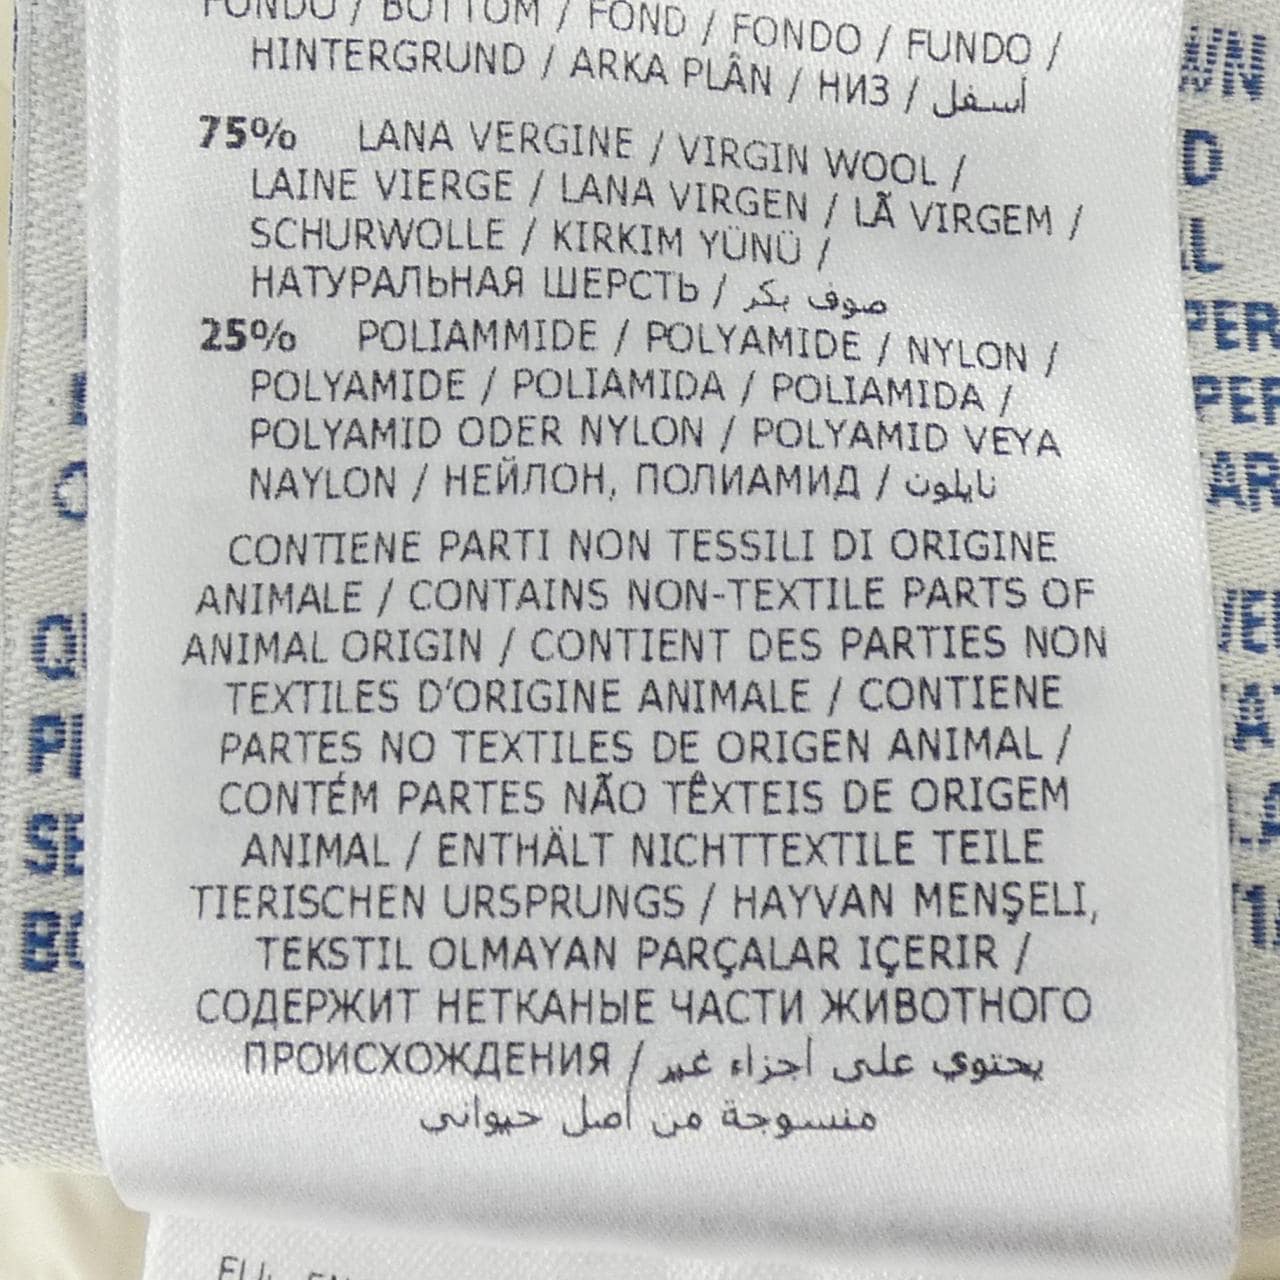 FONDO / BOTTOM / FOND / FONDO / FUNDO /
HINTERGRUND / ARKA PLÂN / НИЗ / أسفل
75% LANA VERGINE / VIRGIN WOOL /
LAINE VIERGE / LANA VIRGEN / LÃ VIRGEM /
SCHURWOLLE / KIRKIM YÜNÜ /
НАТУРАЛЬНАЯ ШЕРСТЬ / صوف بكر
25% POLIAMMIDE / POLYAMIDE / NYLON /
POLYAMIDE / POLIAMIDA / POLIAMIDA /
POLYAMID ODER NYLON / POLYAMID VEYA
NAYLON / НЕЙЛОН, ПОЛИАМИД / نايلون
CONTIENE PARTI NON TESSILI DI ORIGINE
ANIMALE / CONTAINS NON-TEXTILE PARTS OF
ANIMAL ORIGIN / CONTIENT DES PARTIES NON
TEXTILES D'ORIGINE ANIMALE / CONTIENE
PARTES NO TEXTILES DE ORIGEN ANIMAL /
CONTÉM PARTES NÃO TÊXTEIS DE ORIGEM
ANIMAL / ENTHÄLT NICHTTEXTILE TEILE
TIERISCHEN URSPRUNGS / HAYVAN MENŞELI,
TEKSTIL OLMAYAN PARÇALAR IÇERIR /
СОДЕРЖИТ НЕТКАНЫЕ ЧАСТИ ЖИВОТНОГО
ПРОИСХОЖДЕНИЯ / يحتوي على أجزاء غير
منسوجة من أصل حيواني